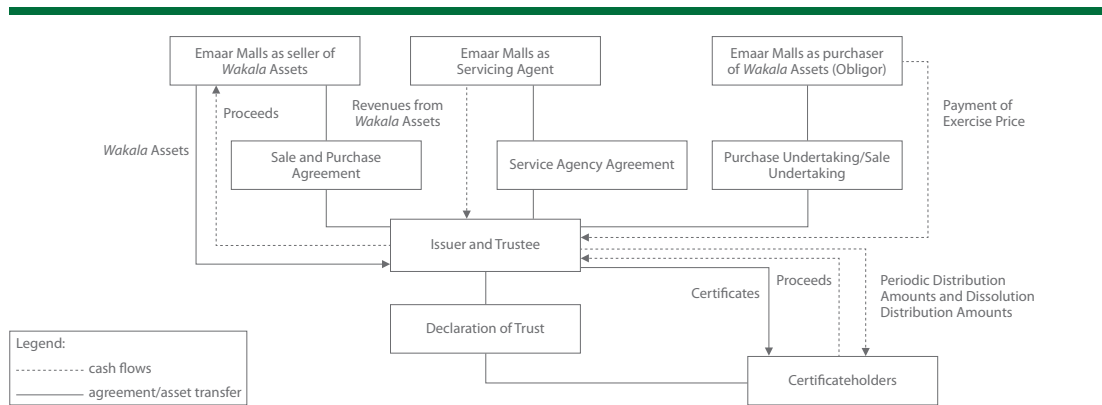 Emaar Malls as seller of
Wakala Assets
Emaar Malls as
Servicing Agent
Emaar Malls as purchaser
of Wakala Assets (Obligor)
Proceeds
Revenues from
Wakala Assets
Payment of
Exercise Price
Wakala Assets
Sale and Purchase
Agreement
Service Agency Agreement
Purchase Undertaking/Sale
Undertaking
Issuer and Trustee
Certificates
Proceeds
Periodic Distribution
Amounts and Dissolution
Distribution Amounts
Declaration of Trust
Certificateholders
Legend:
cash flows
agreement/asset transfer